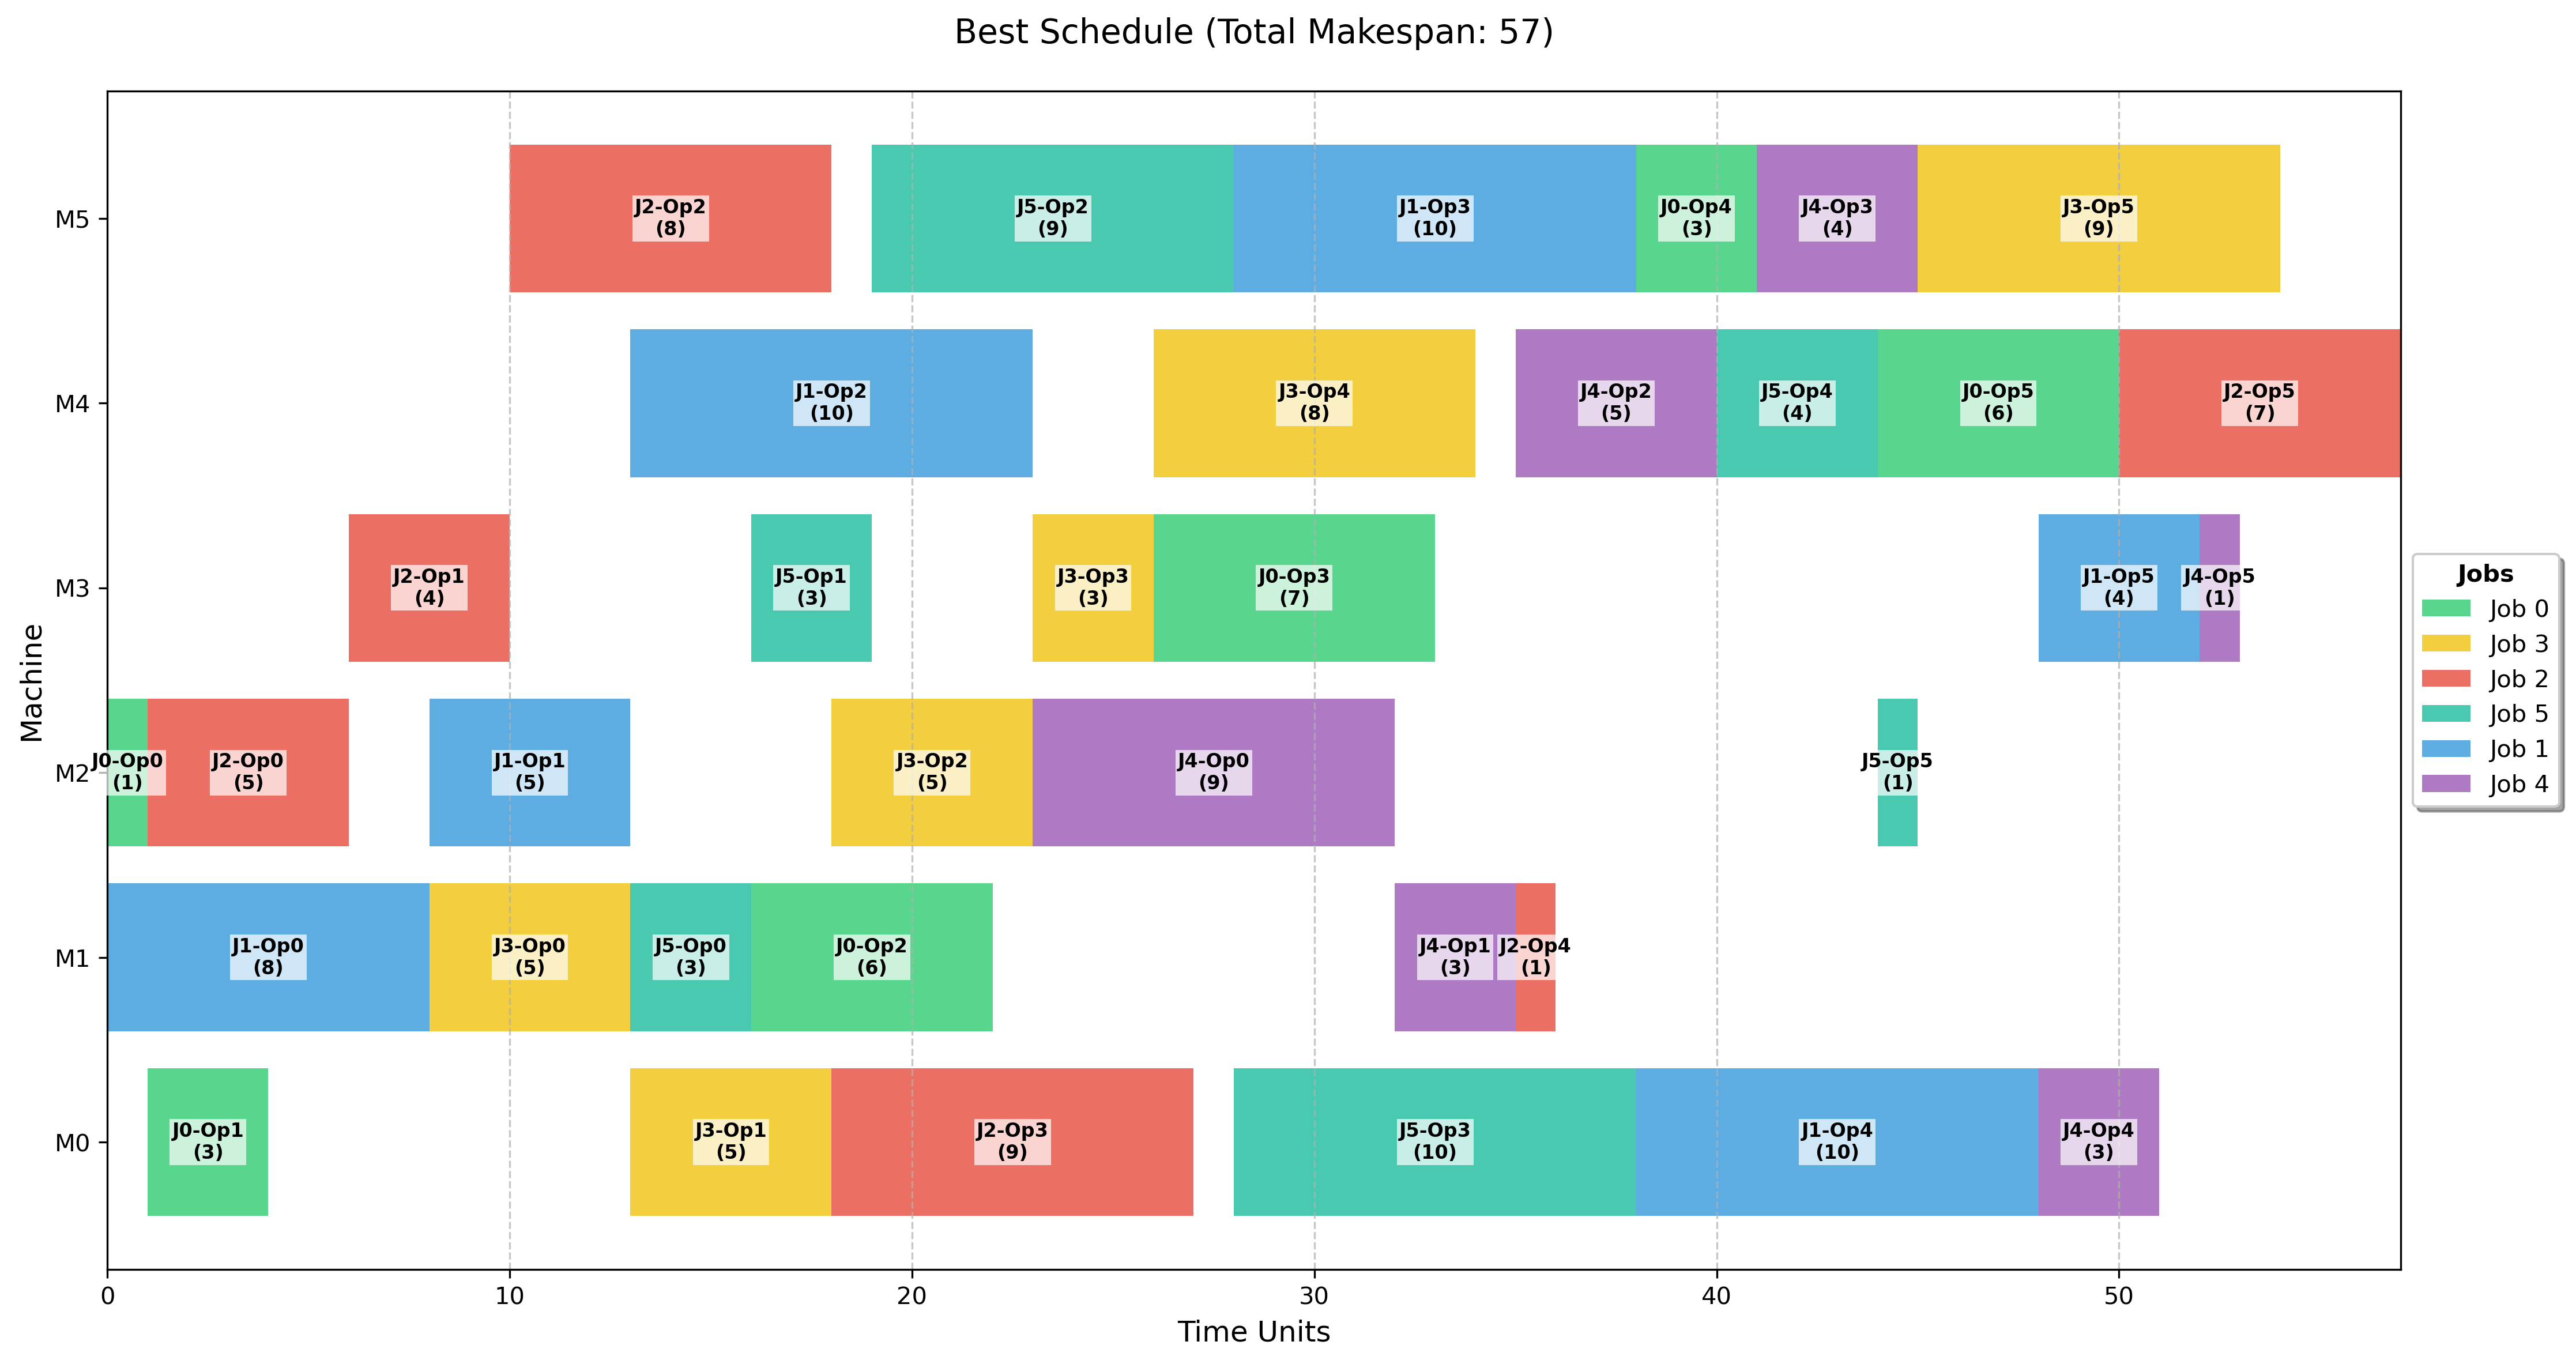 Best Schedule (Total Makespan: 57)
Machine
M5
J2-Op2
(8)
J5-Op2
(9)
J1-Op3
(10)
J0-Op4
(3)
J4-Op3
(4)
J3-Op5
(9)
M4
J1-Op2
(10)
J3-Op4
(8)
J4-Op2
(5)
J5-Op4
(4)
J0-Op5
(6)
J2-Op5
(7)
M3
J2-Op1
(4)
J5-Op1
(3)
J3-Op3
(3)
J0-Op3
(7)
J1-Op5
(4)
J4-Op5
(1)
M2
J0-Op0
(1)
J2-Op0
(5)
J1-Op1
(5)
J3-Op2
(5)
J4-Op0
(9)
J5-Op5
(1)
M1
J1-Op0
(8)
J3-Op0
(5)
J5-Op0
(3)
J0-Op2
(6)
J4-Op1
(3)
J2-Op4
(1)
M0
J0-Op1
(3)
J3-Op1
(5)
J2-Op3
(9)
J5-Op3
(10)
J1-Op4
(10)
J4-Op4
(3)
0 10 20 30 40 50
Time Units
Jobs
Job 0
Job 3
Job 2
Job 5
Job 1
Job 4